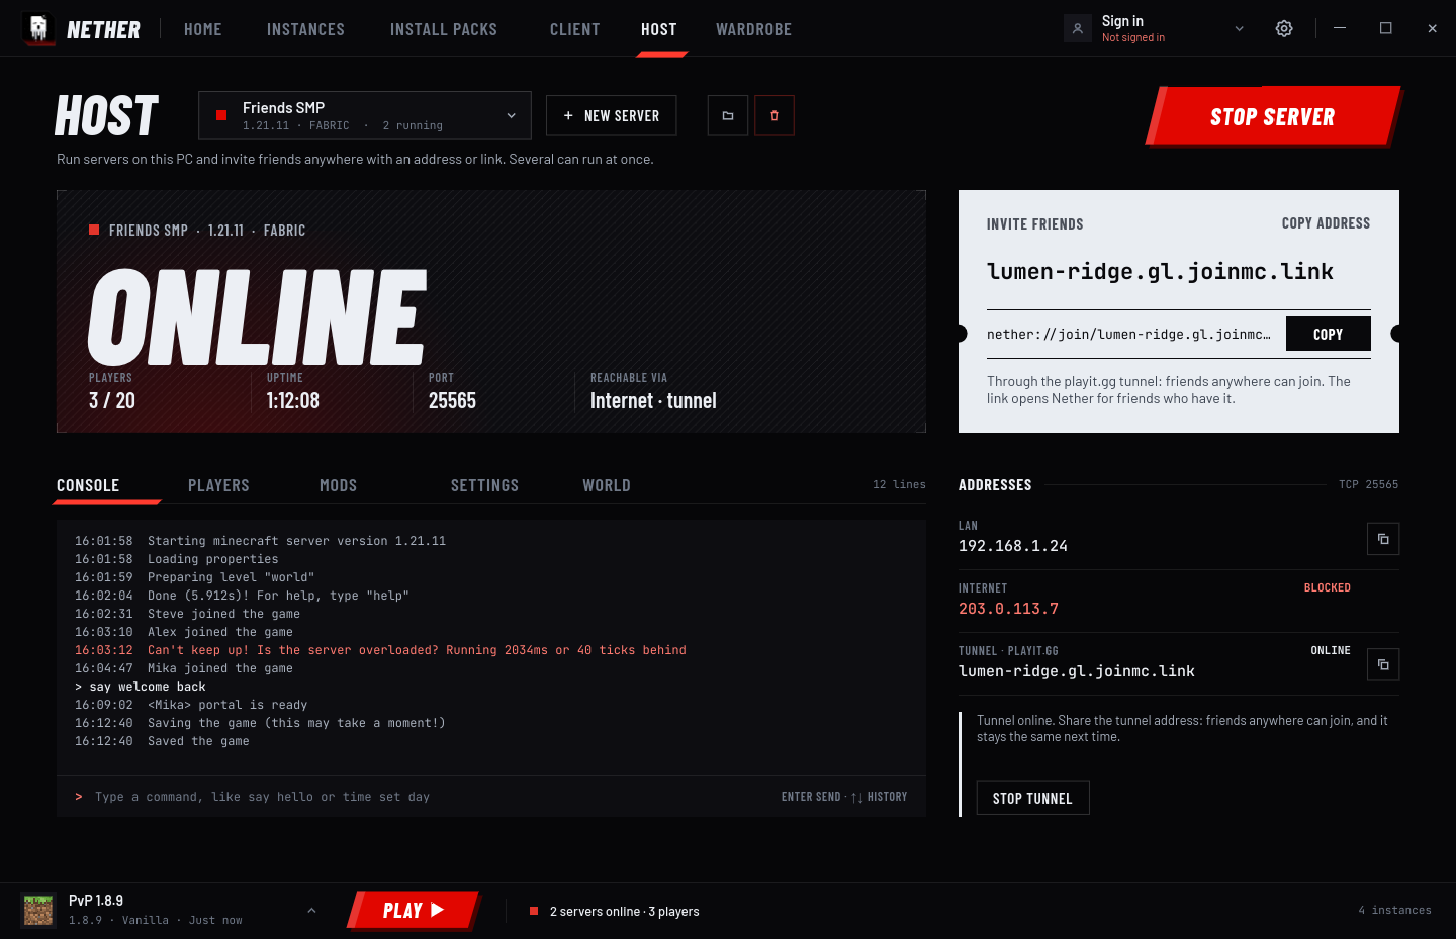 NETHER
HOME
INSTANCES
INSTALL PACKS
CLIENT
HOST
WARDROBE
Sign in
Not signed in
HOST
Friends SMP
1.21.11 · FABRIC · 2 running
+ NEW SERVER
STOP SERVER
Run servers on this PC and invite friends anywhere with an address or link. Several can run at once.
FRIENDS SMP · 1.21.11 · FABRIC
ONLINE
PLAYERS
3 / 20
UPTIME
1:12:08
PORT
25565
REACHABLE VIA
Internet · tunnel
INVITE FRIENDS
COPY ADDRESS
lumen-ridge.gl.joinmc.link
nether://join/lumen-ridge.gl.joinmc…
COPY
Through the playit.gg tunnel: friends anywhere can join. The
link opens Nether for friends who have it.
CONSOLE
PLAYERS
MODS
SETTINGS
WORLD
12 lines
16:01:58 Starting minecraft server version 1.21.11
16:01:58 Loading properties
16:01:59 Preparing level "world"
16:02:04 Done (5.912s)! For help, type "help"
16:02:31 Steve joined the game
16:03:10 Alex joined the game
16:03:12 Can't keep up! Is the server overloaded? Running 2034ms or 40 ticks behind
16:04:47 Mika joined the game
> say welcome back
16:09:02 <Mika> portal is ready
16:12:40 Saving the game (this may take a moment!)
16:12:40 Saved the game
> Type a command, like say hello or time set day
ENTER SEND · ↑↓ HISTORY
ADDRESSES
TCP 25565
LAN
192.168.1.24
INTERNET
BLOCKED
203.0.113.7
TUNNEL · PLAYIT.GG
ONLINE
lumen-ridge.gl.joinmc.link
Tunnel online. Share the tunnel address: friends anywhere can join, and it
stays the same next time.
STOP TUNNEL
PvP 1.8.9
1.8.9 · Vanilla · Just now
PLAY
2 servers online · 3 players
4 instances